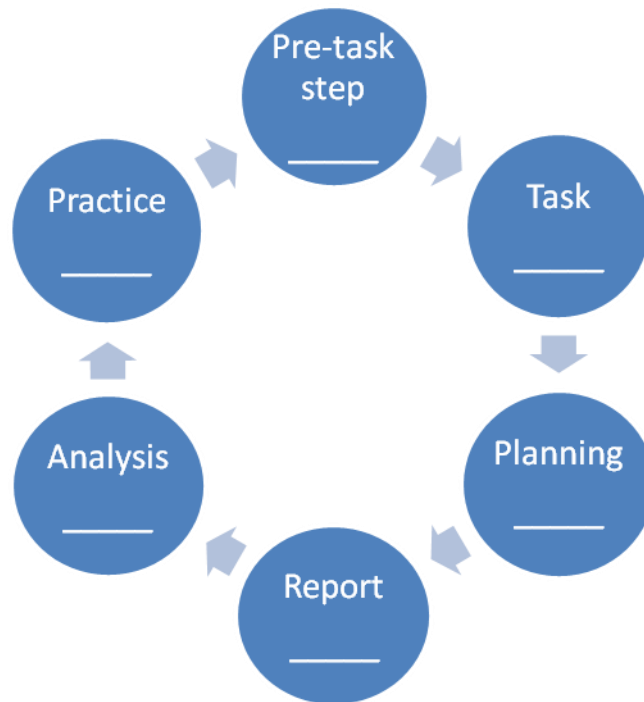 Pre-task
step
Task
Planning
Report
Analysis
Practice